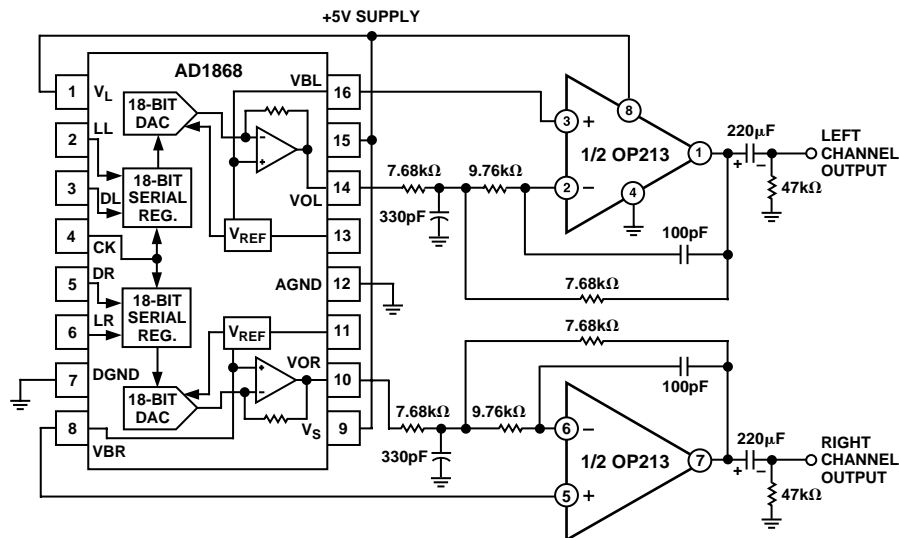 +5V SUPPLY
AD1868
1
V_L
2
LL
3
DL
4
CK
5
DR
6
LR
7
DGND
8
VBR
18-BIT
DAC
18-BIT
SERIAL
REG.
18-BIT
SERIAL
REG.
18-BIT
DAC
VBL
16
15
14
VOL
V_REF
13
AGND
12
V_REF
11
VOR
10
V_S
9
−
+
+
−
7.68kΩ
330pF
9.76kΩ
3
+
2
−
8
1/2 OP213
4
1
220µF
+
−
47kΩ
LEFT
CHANNEL
OUTPUT
100pF
7.68kΩ
7.68kΩ
100pF
7.68kΩ
330pF
9.76kΩ
6
−
1/2 OP213
7
5
+
220µF
+
−
47kΩ
RIGHT
CHANNEL
OUTPUT